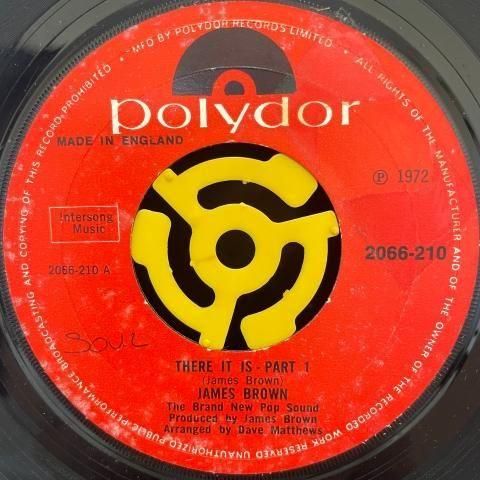 MFD BY POLYDOR RECORDS LIMITED · ALL RIGHTS OF THE MANUFACTURER AND OF THE OWNER OF THE RECORDED WORK RESERVED UNAUTHORIZED PUBLIC PERFORMANCE BROADCASTING AND COPYING OF THIS RECORD PROHIBITED ·
polydor
MADE IN ENGLAND
℗ 1972
Intersong
Music
2066-210
2066-210 A
SOUL
THERE IT IS - PART 1
(James Brown)
JAMES BROWN
The Brand New Pop Sound
Produced by James Brown
Arranged by Dave Matthews